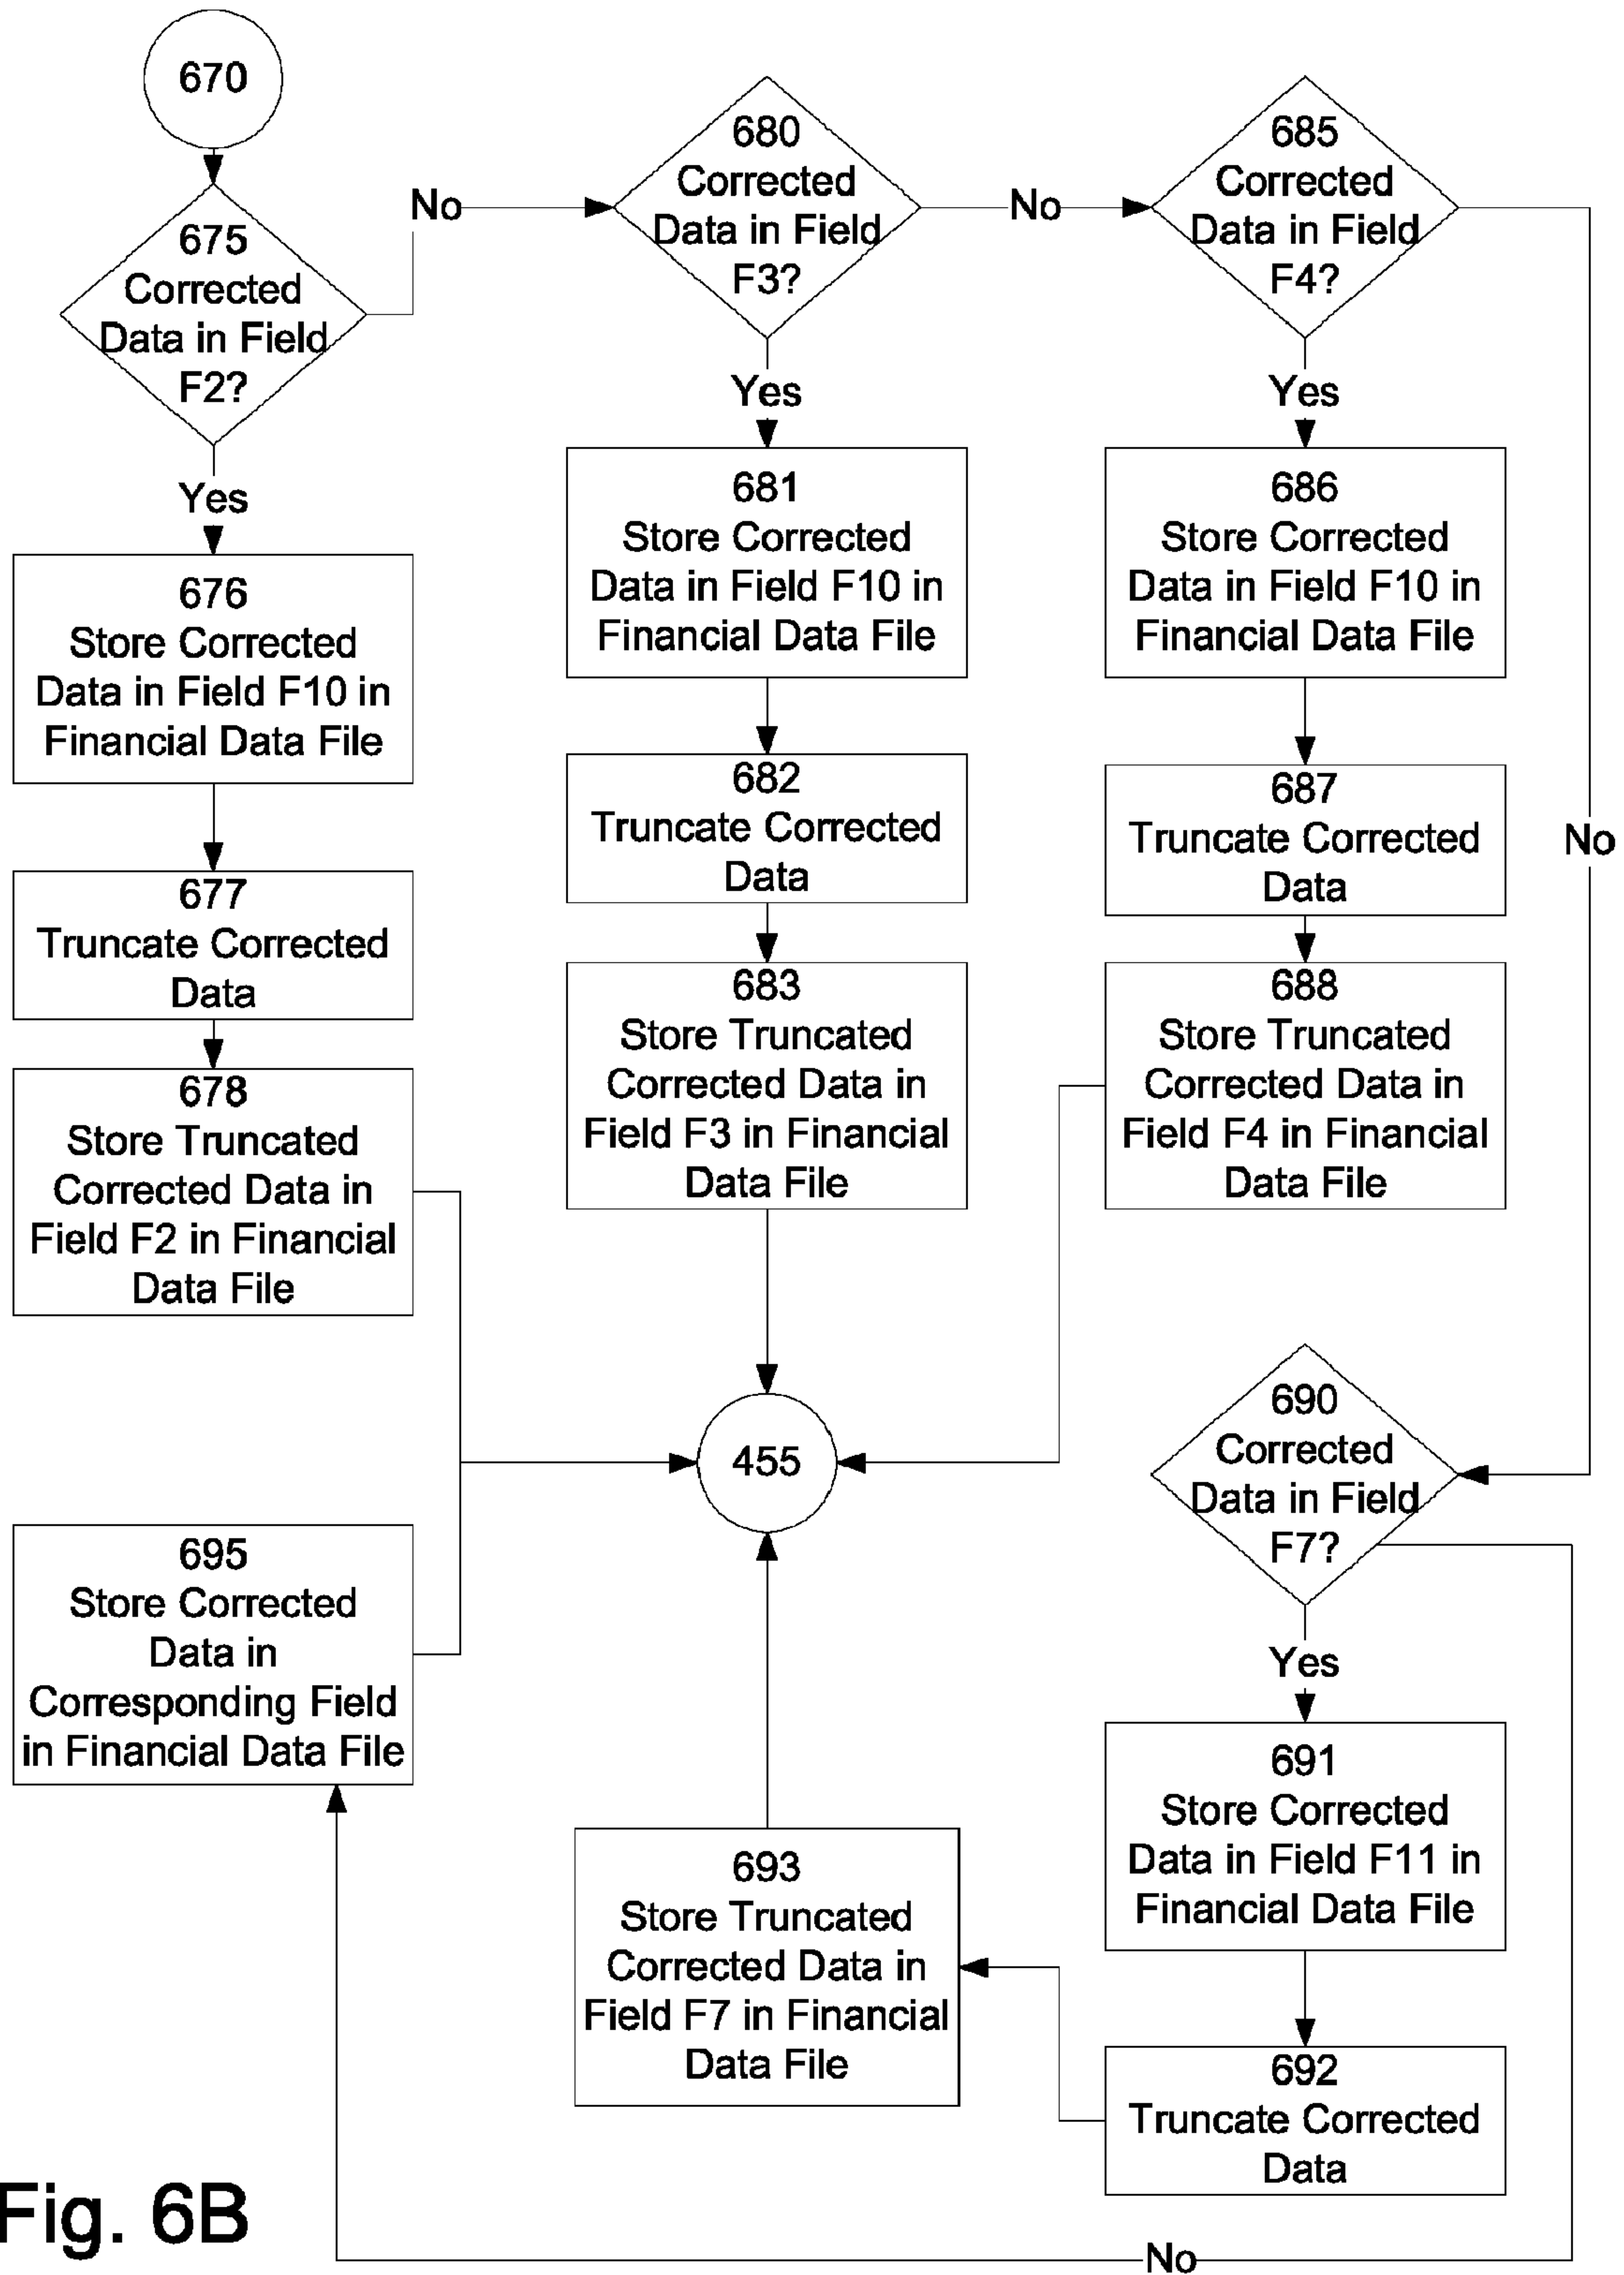 670
675
Corrected
Data in Field
F2?
No
680
Corrected
Data in Field
F3?
No
685
Corrected
Data in Field
F4?
No
Yes
676
Store Corrected
Data in Field F10 in
Financial Data File
677
Truncate Corrected
Data
678
Store Truncated
Corrected Data in
Field F2 in Financial
Data File
Yes
681
Store Corrected
Data in Field F10 in
Financial Data File
682
Truncate Corrected
Data
683
Store Truncated
Corrected Data in
Field F3 in Financial
Data File
Yes
686
Store Corrected
Data in Field F10 in
Financial Data File
687
Truncate Corrected
Data
688
Store Truncated
Corrected Data in
Field F4 in Financial
Data File
455
690
Corrected
Data in Field
F7?
Yes
691
Store Corrected
Data in Field F11 in
Financial Data File
692
Truncate Corrected
Data
693
Store Truncated
Corrected Data in
Field F7 in Financial
Data File
695
Store Corrected
Data in
Corresponding Field
in Financial Data File
No
Fig. 6B